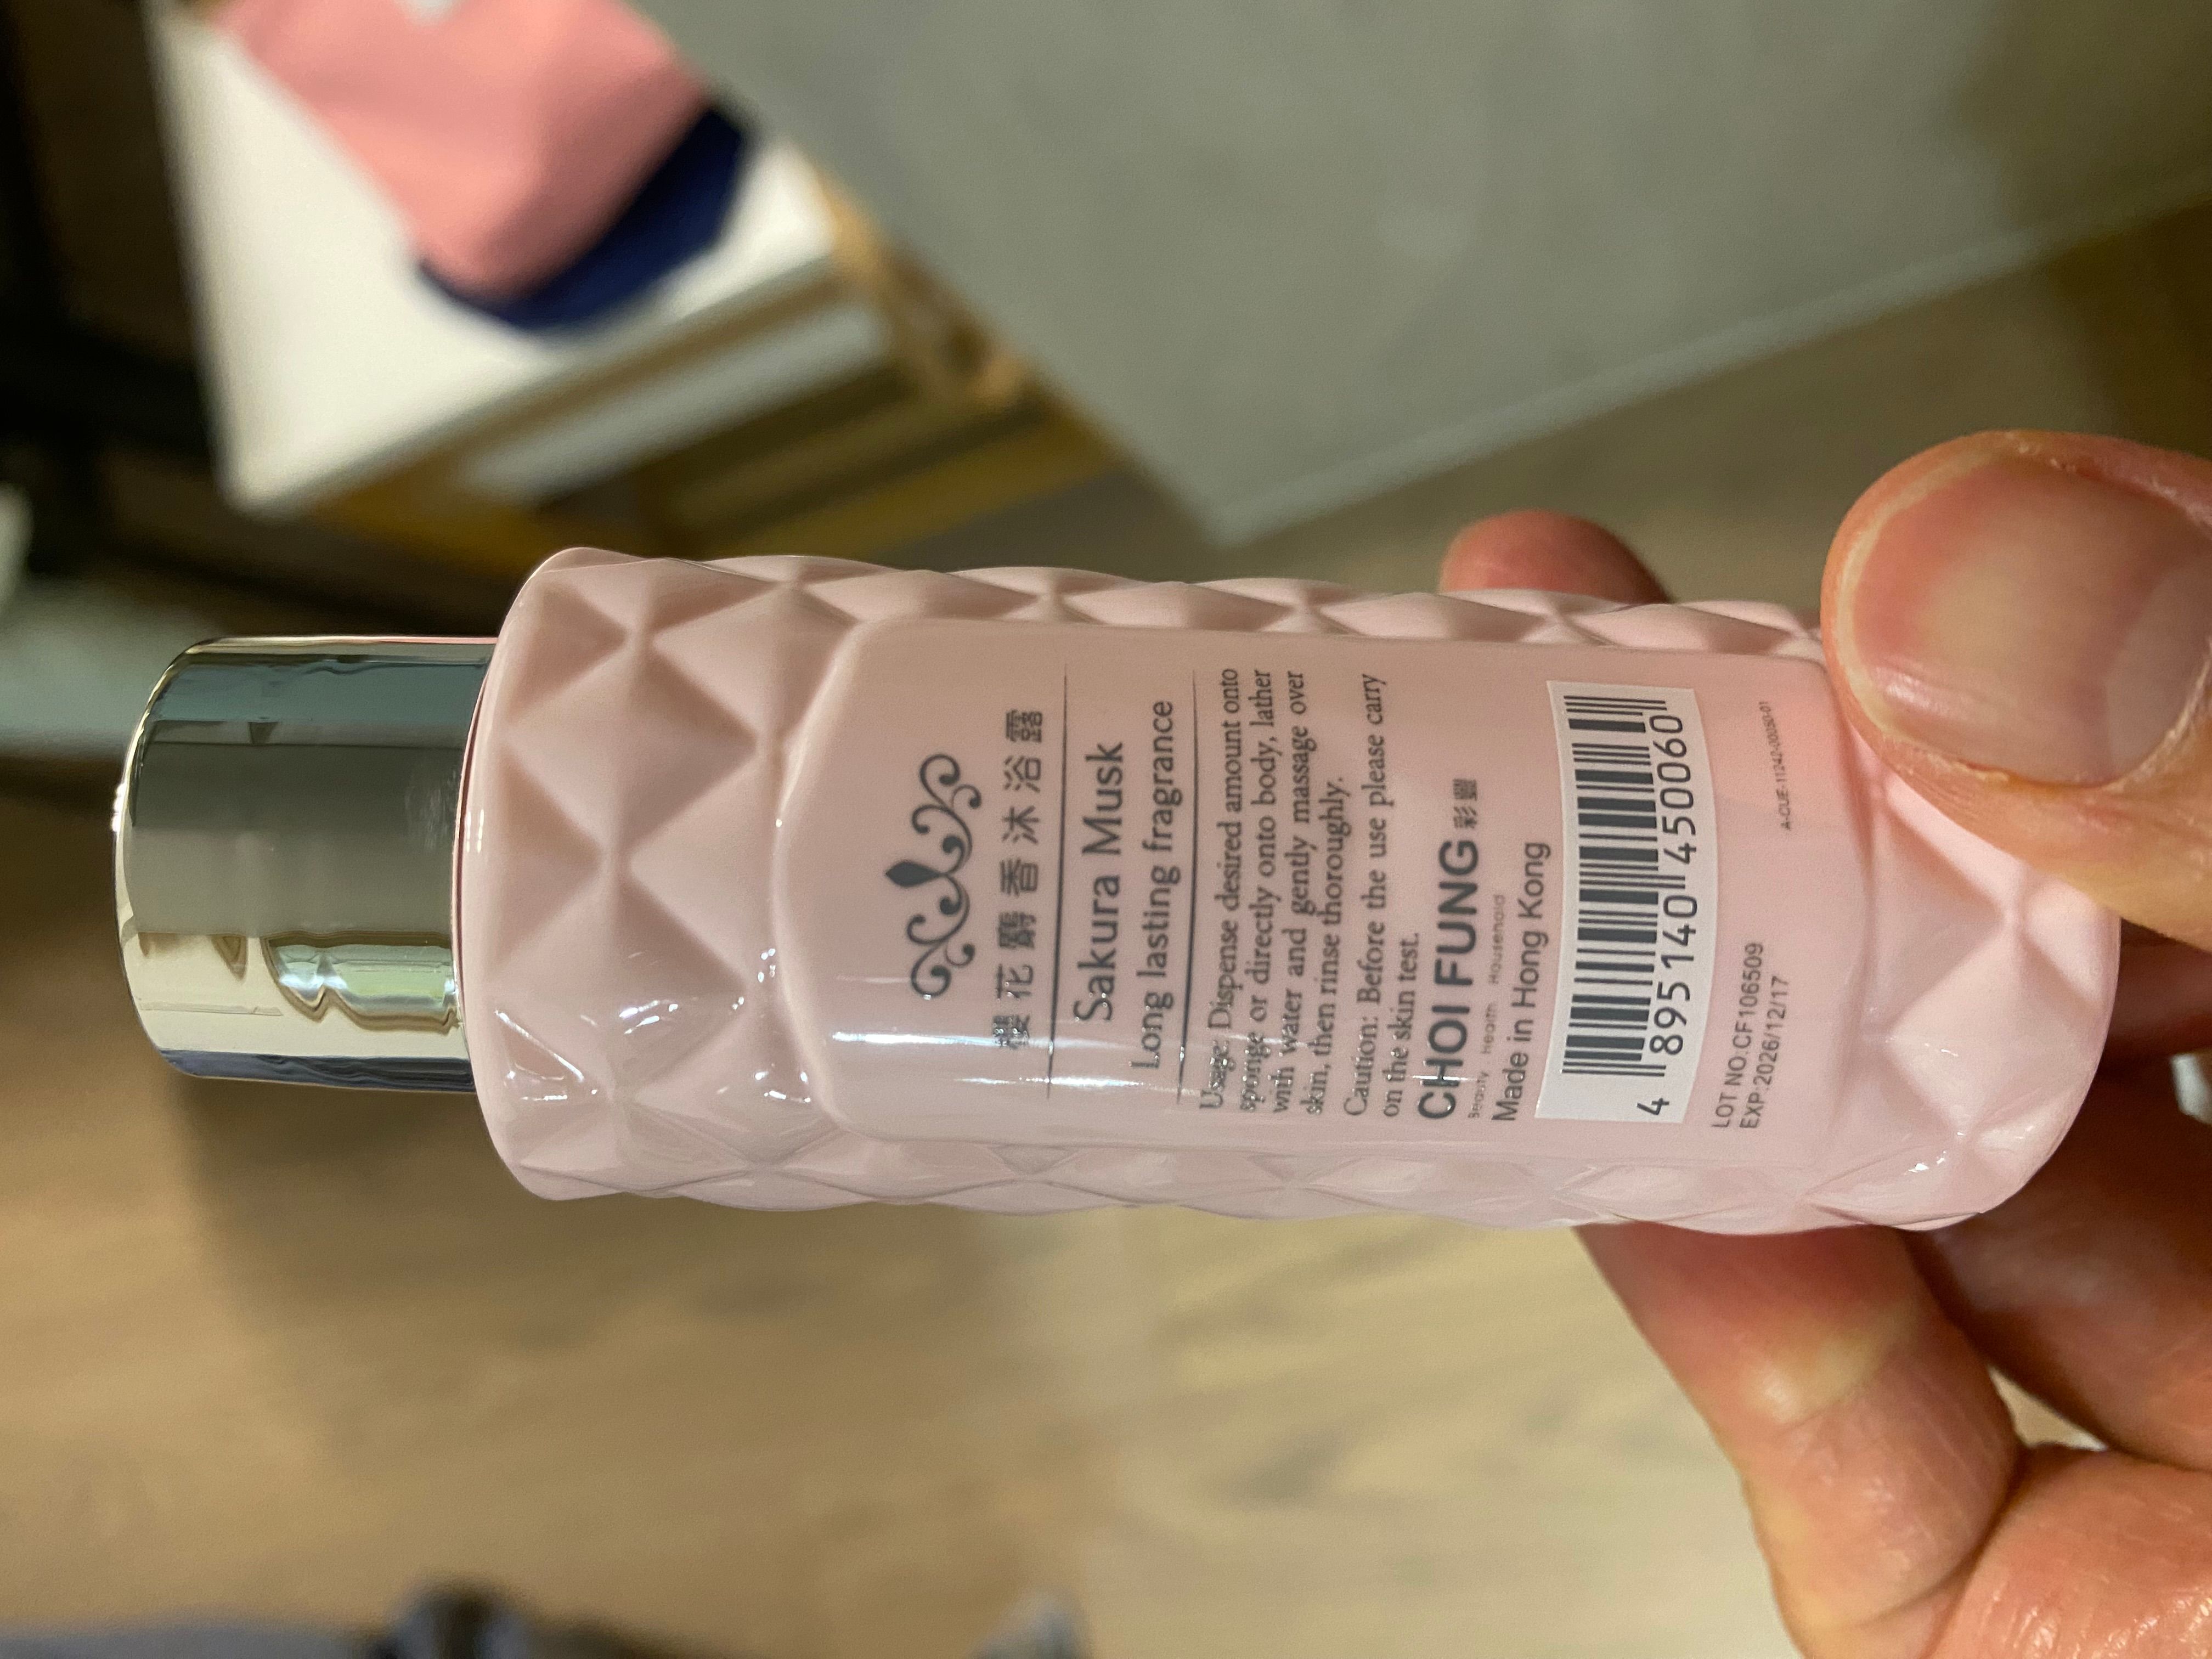 櫻花麝香沐浴露
Sakura Musk
Long lasting fragrance
Usage: Dispense desired amount onto
sponge or directly onto body, lather
with water and gently massage over
skin, then rinse thoroughly.
Caution: Before the use please carry
on the skin test.
CHOI FUNG 彩豐
Beauty Health Housemaid
Made in Hong Kong
4 895140 450060
LOT NO:CF106509
EXP:2026/12/17